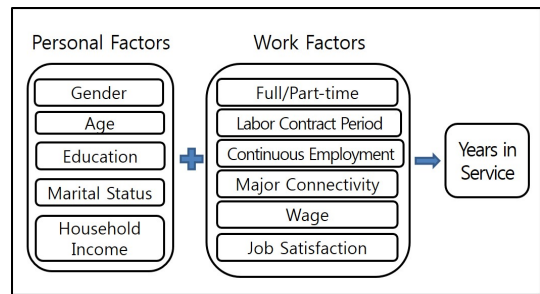 Personal Factors
Gender
Age
Education
Marital Status
Household
Income
Work Factors
Full/Part-time
Labor Contract Period
Continuous Employment
Major Connectivity
Wage
Job Satisfaction
Years in
Service